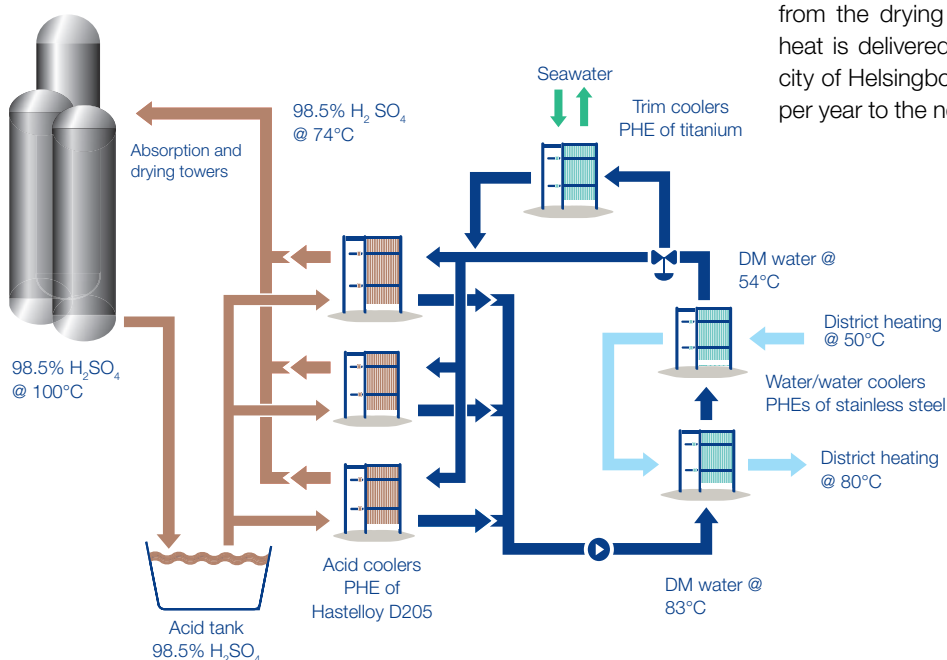 from the drying
heat is delivered
city of Helsingbo
per year to the
Seawater
Trim coolers
PHE of titanium
98.5% H₂ SO₄
@ 74°C
Absorption and
drying towers
DM water @
54°C
District heating
@ 50°C
98.5% H₂SO₄
@ 100°C
Water/water coolers
PHEs of stainless steel
District heating
@ 80°C
Acid coolers
PHE of
Hastelloy D205
DM water @
83°C
Acid tank
98.5% H₂SO₄